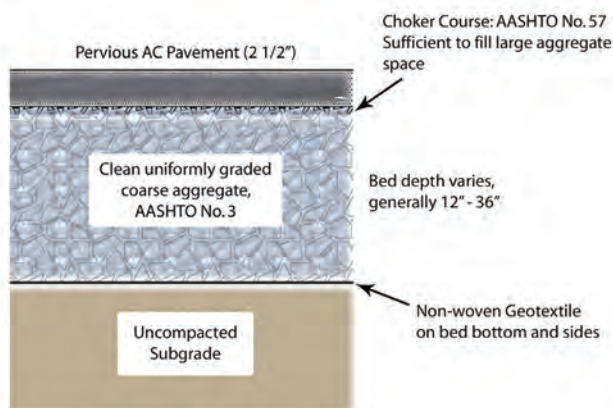 Choker Course: AASHTO No. 57
Sufficient to fill large aggregate
space
Pervious AC Pavement (2 1/2")
Clean uniformly graded
coarse aggregate,
AASHTO No. 3
Bed depth varies,
generally 12" - 36"
Non-woven Geotextile
on bed bottom and sides
Uncompacted
Subgrade